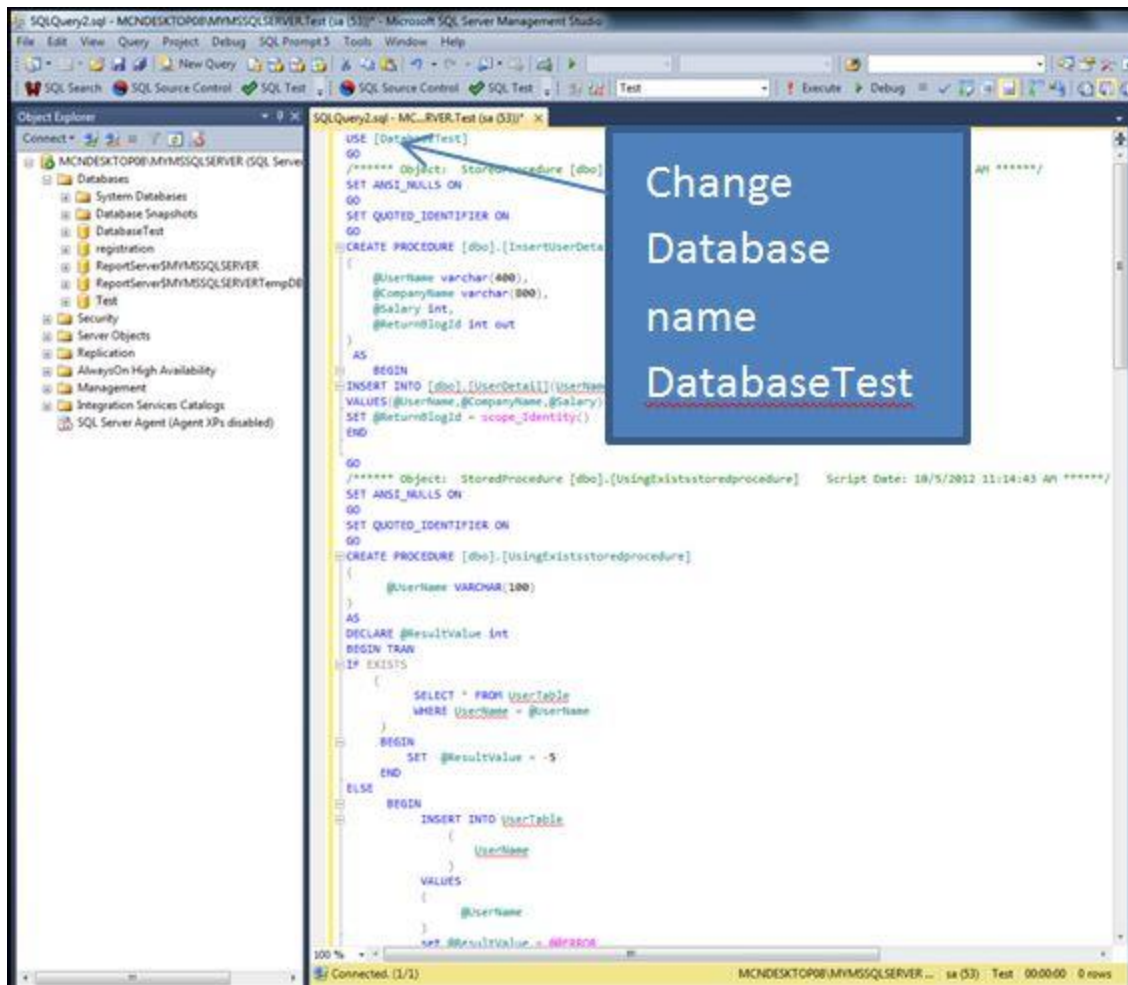 SQLQuery2.sql - MCNDESKTOP08\MYMSSQLSERVER.Test (sa (53))* - Microsoft SQL Server Management Studio
File Edit View Query Project Debug SQL Prompt 5 Tools Window Help
New Query
SQL Search SQL Source Control SQL Test SQL Source Control SQL Test Test Execute Debug
Object Explorer
Connect
MCNDESKTOP08\MYMSSQLSERVER (SQL Server
Databases
System Databases
Database Snapshots
DatabaseTest
registration
ReportServer$MYMSSQLSERVER
ReportServer$MYMSSQLSERVERTempDB
Test
Security
Server Objects
Replication
AlwaysOn High Availability
Management
Integration Services Catalogs
SQL Server Agent (Agent XPs disabled)
SQLQuery2.sql - MC...RVER.Test (sa (53))*
USE [DatabaseTest]
GO
/****** Object: StoredProcedure [dbo] AM ******/
SET ANSI_NULLS ON
GO
SET QUOTED_IDENTIFIER ON
GO
CREATE PROCEDURE [dbo].[InsertUserDeta
(
@UserName varchar(400),
@CompanyName varchar(800),
@Salary int,
@ReturnBlogId int out
)
AS
BEGIN
INSERT INTO [dbo].[UserDetail](UserName
VALUES(@UserName,@CompanyName,@Salary)
SET @ReturnBlogId = scope_Identity()
END
GO
/****** Object: StoredProcedure [dbo].[UsingExistsstoredprocedure] Script Date: 10/5/2012 11:14:43 AM ******/
SET ANSI_NULLS ON
GO
SET QUOTED_IDENTIFIER ON
GO
CREATE PROCEDURE [dbo].[UsingExistsstoredprocedure]
(
@UserName VARCHAR(100)
)
AS
DECLARE @ResultValue int
BEGIN TRAN
IF EXISTS
(
SELECT * FROM UserTable
WHERE UserName = @UserName
)
BEGIN
SET @ResultValue = -5
END
ELSE
BEGIN
INSERT INTO UserTable
(
UserName
)
VALUES
(
@UserName
)
set @ResultValue = @@ERROR
Change
Database
name
DatabaseTest
100 %
Connected. (1/1) MCNDESKTOP08\MYMSSQLSERVER ... sa (53) Test 00:00:00 0 rows